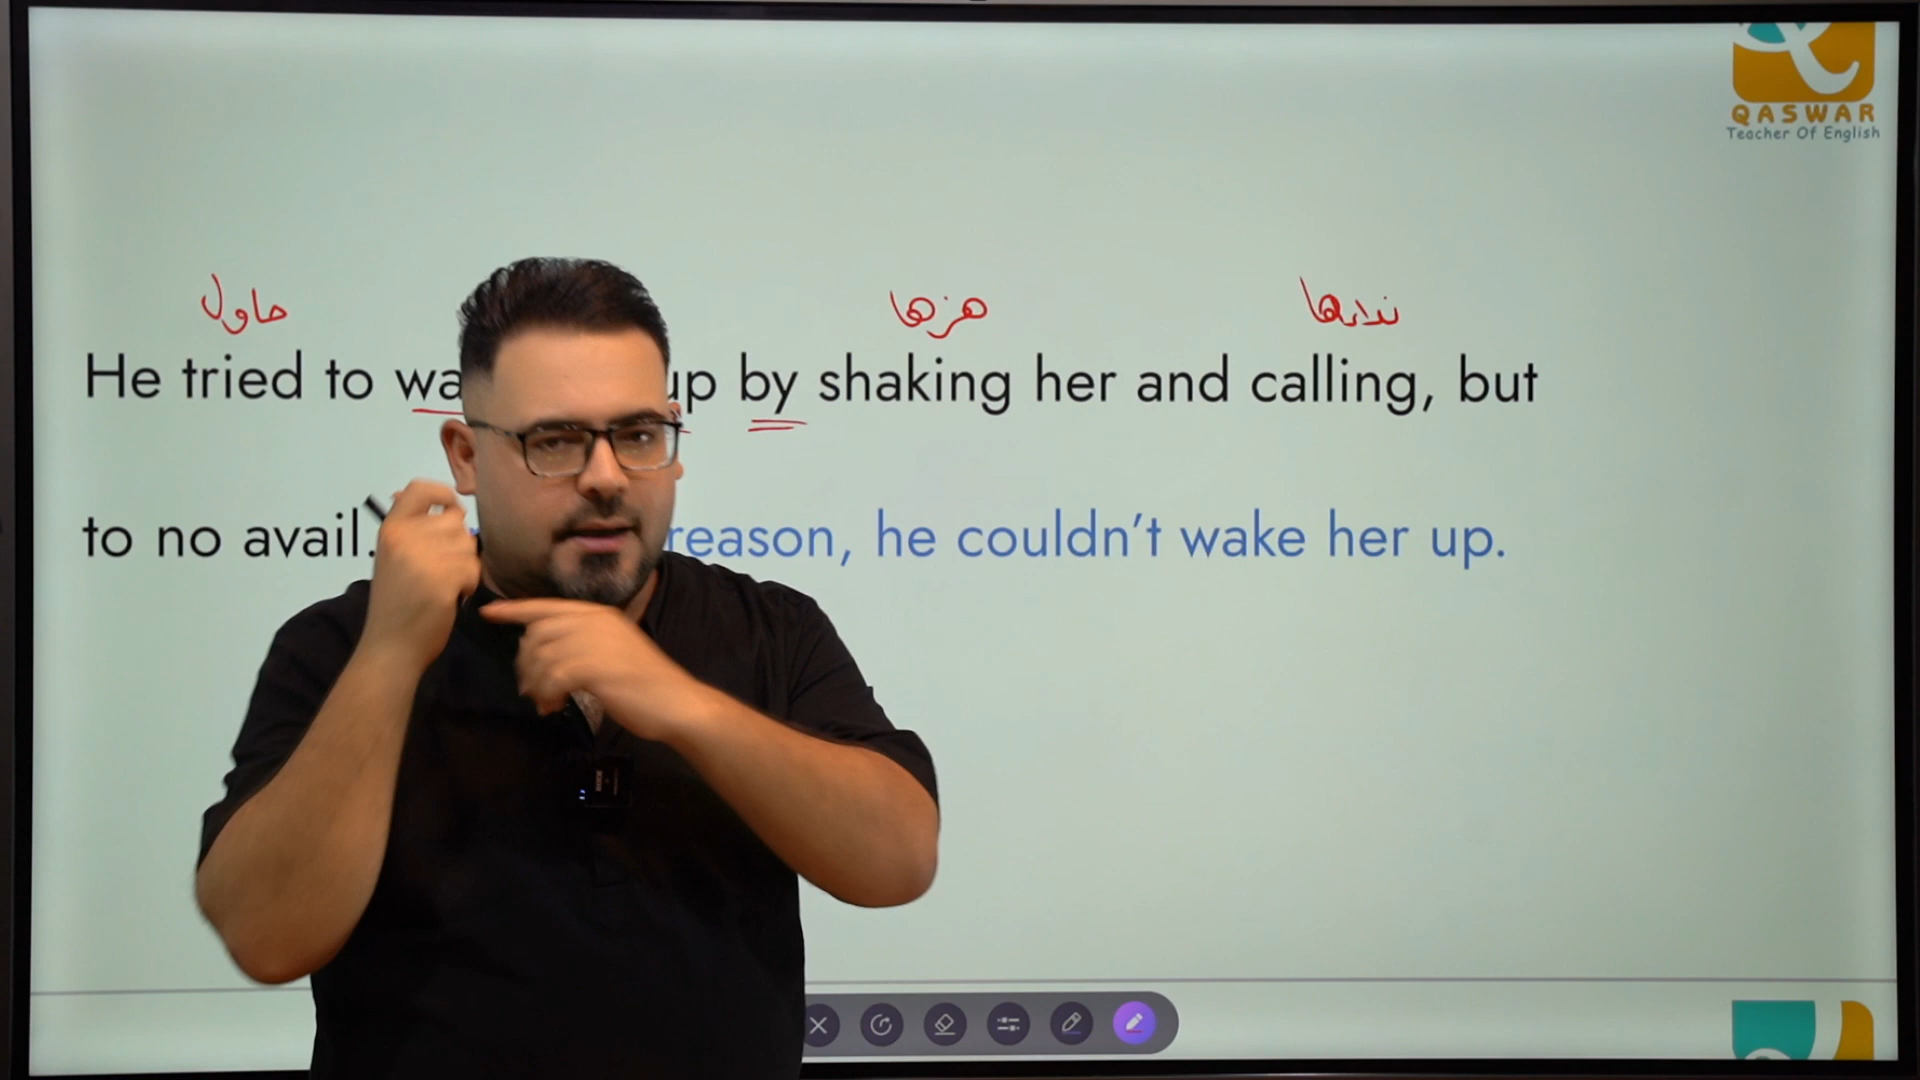 QASWAR
Teacher Of English
حاول هزها نداءها
He tried to wa up by shaking her and calling, but
to no avail. reason, he couldn't wake her up.